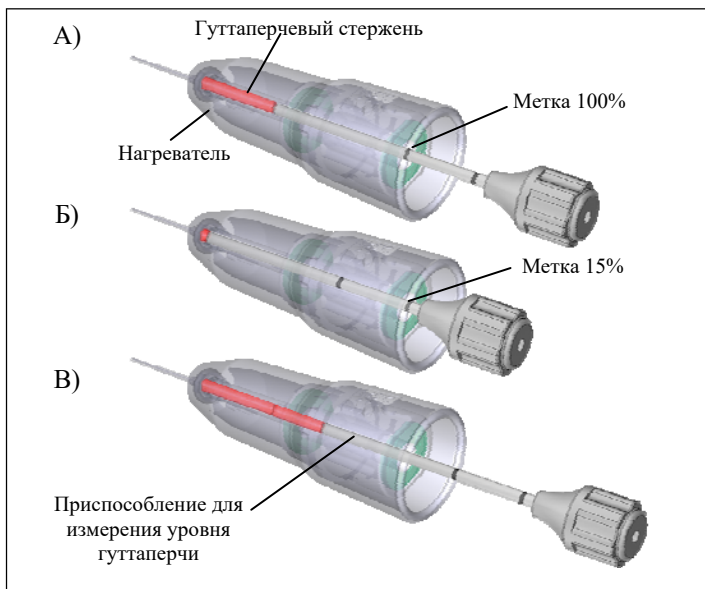 А)
Гуттаперчевый стержень
Метка 100%
Нагреватель
Б)
Метка 15%
В)
Приспособление для
измерения уровня
гуттаперчи